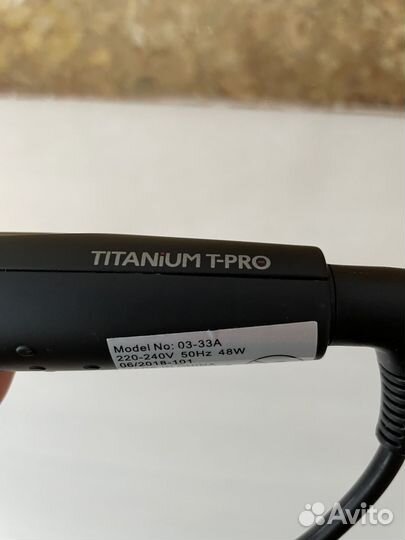 TITANiUM T-PRO
Model No: 03-33A
220-240V 50Hz 48W
06/2018-101
Avito